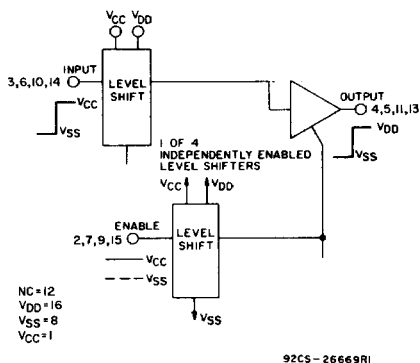 VCC VDD
INPUT
3,6,10,14
LEVEL
SHIFT
VCC
VSS
OUTPUT
4,5,11,13
VDD
VSS
1 OF 4
INDEPENDENTLY ENABLED
LEVEL SHIFTERS
VCC VDD
ENABLE
2,7,9,15
LEVEL
SHIFT
VCC
VSS
VSS
NC=12
VDD=16
VSS=8
VCC=1
92CS-26669RI